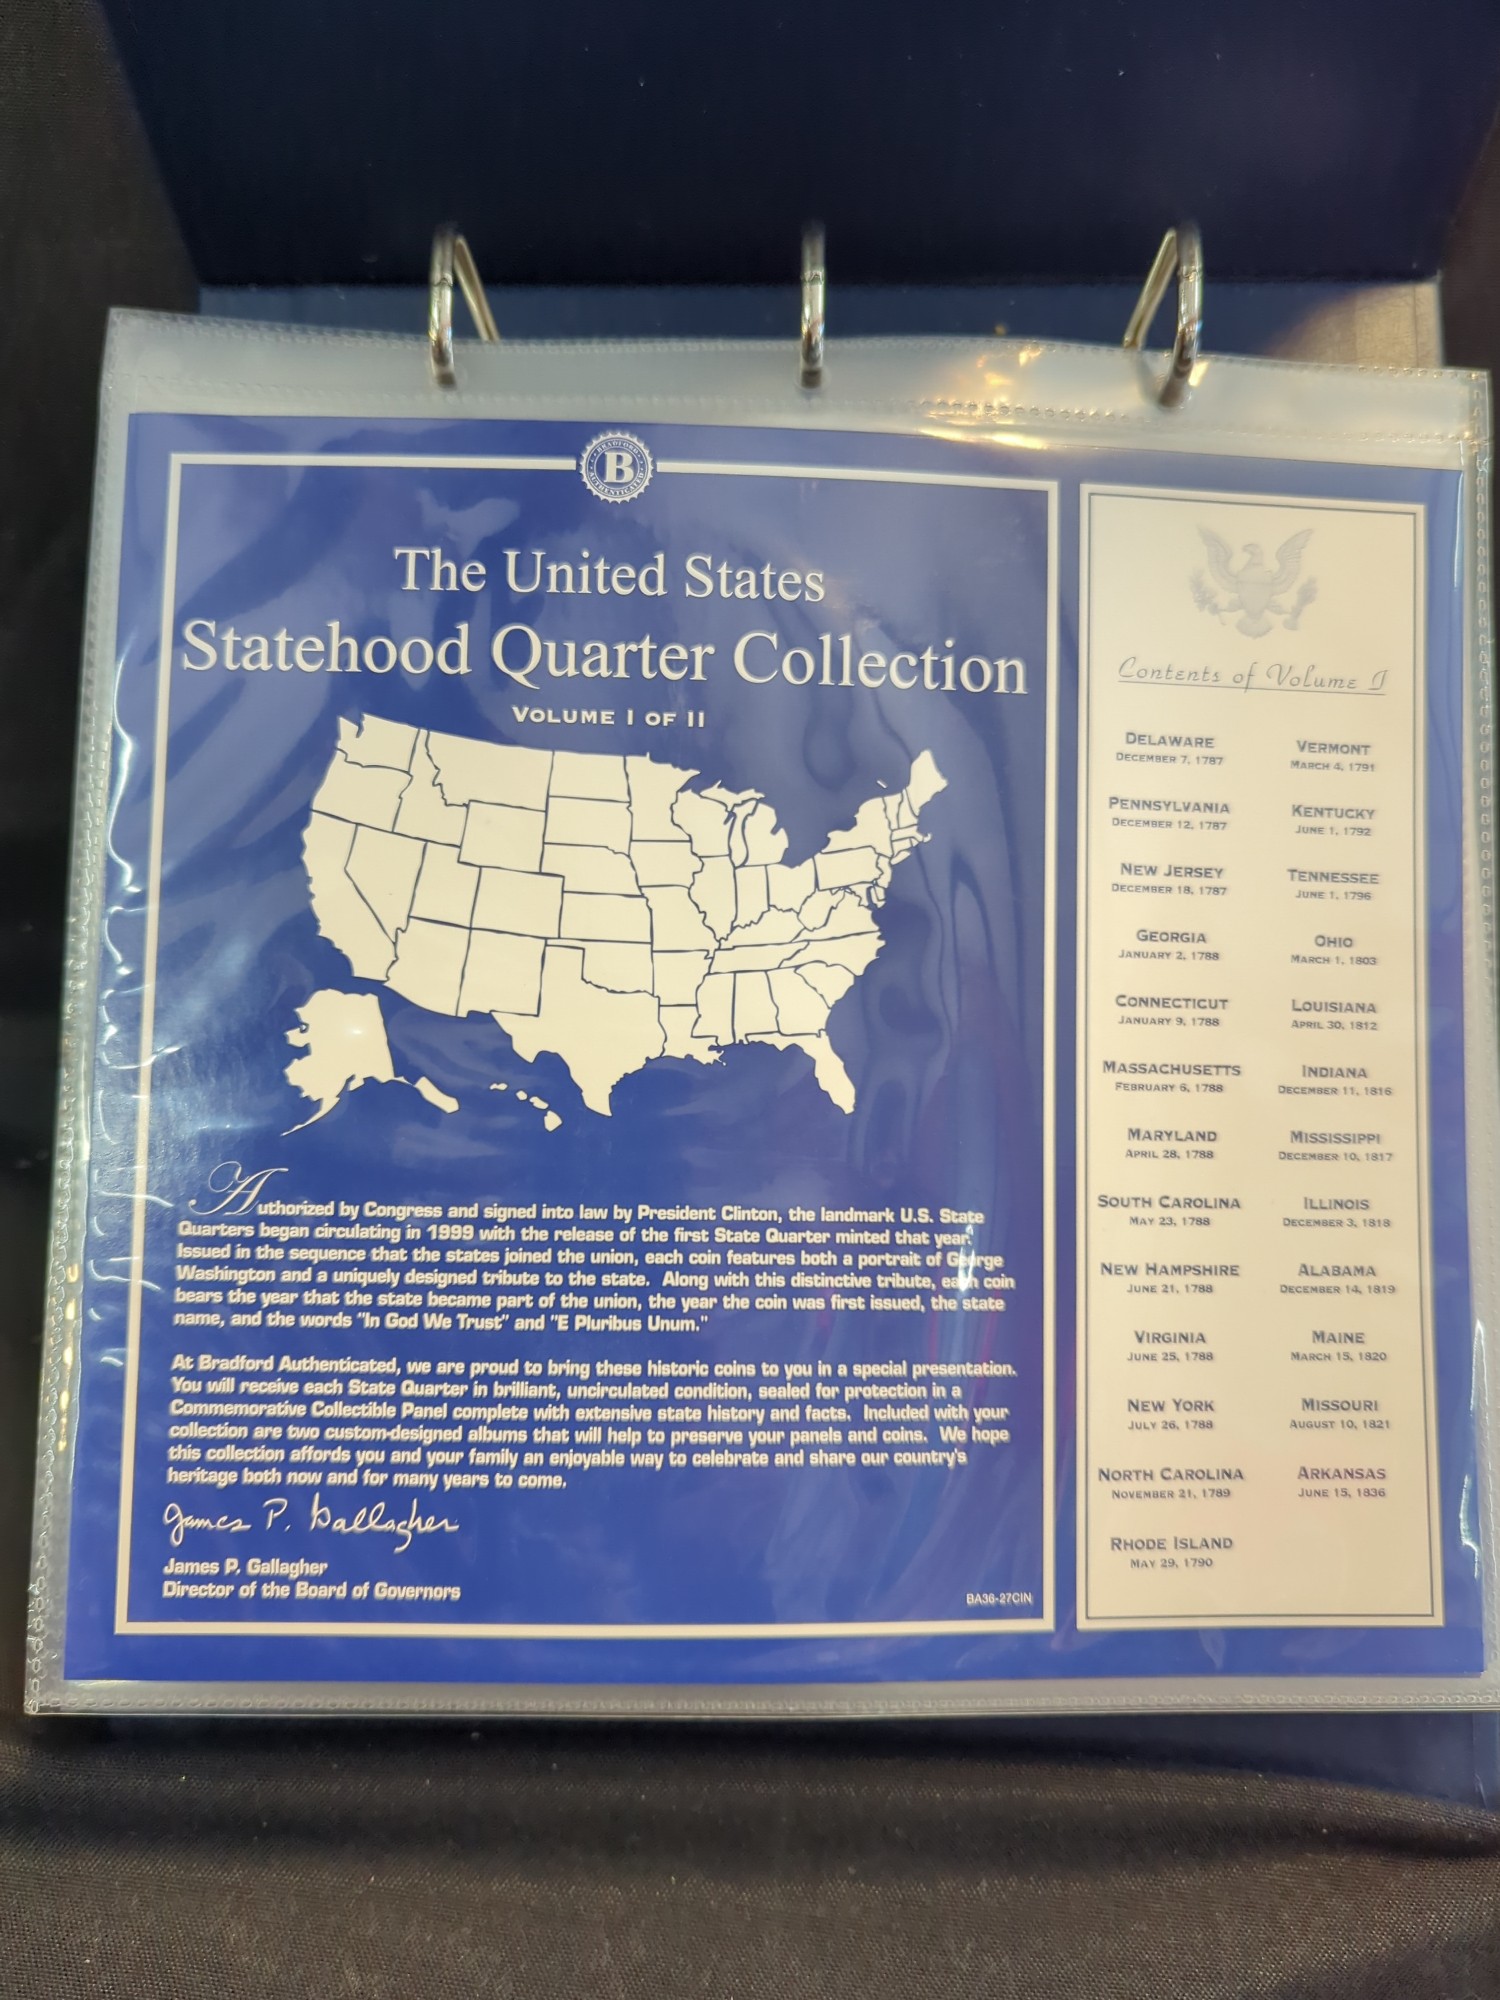 B
BRADFORD
AUTHENTICATED
The United States
Statehood Quarter Collection
VOLUME I OF II
Authorized by Congress and signed into law by President Clinton, the landmark U.S. State
Quarters began circulating in 1999 with the release of the first State Quarter minted that year.
Issued in the sequence that the states joined the union, each coin features both a portrait of George
Washington and a uniquely designed tribute to the state. Along with this distinctive tribute, each coin
bears the year that the state became part of the union, the year the coin was first issued, the state
name, and the words "In God We Trust" and "E Pluribus Unum."
At Bradford Authenticated, we are proud to bring these historic coins to you in a special presentation.
You will receive each State Quarter in brilliant, uncirculated condition, sealed for protection in a
Commemorative Collectible Panel complete with extensive state history and facts. Included with your
collection are two custom-designed albums that will help to preserve your panels and coins. We hope
this collection affords you and your family an enjoyable way to celebrate and share our country's
heritage both now and for many years to come.
James P. Gallagher
James P. Gallagher
Director of the Board of Governors
BA36-27CIN
Contents of Volume I
DELAWARE
DECEMBER 7, 1787
PENNSYLVANIA
DECEMBER 12, 1787
NEW JERSEY
DECEMBER 18, 1787
GEORGIA
JANUARY 2, 1788
CONNECTICUT
JANUARY 9, 1788
MASSACHUSETTS
FEBRUARY 6, 1788
MARYLAND
APRIL 28, 1788
SOUTH CAROLINA
MAY 23, 1788
NEW HAMPSHIRE
JUNE 21, 1788
VIRGINIA
JUNE 25, 1788
NEW YORK
JULY 26, 1788
NORTH CAROLINA
NOVEMBER 21, 1789
RHODE ISLAND
MAY 29, 1790
VERMONT
MARCH 4, 1791
KENTUCKY
JUNE 1, 1792
TENNESSEE
JUNE 1, 1796
OHIO
MARCH 1, 1803
LOUISIANA
APRIL 30, 1812
INDIANA
DECEMBER 11, 1816
MISSISSIPPI
DECEMBER 10, 1817
ILLINOIS
DECEMBER 3, 1818
ALABAMA
DECEMBER 14, 1819
MAINE
MARCH 15, 1820
MISSOURI
AUGUST 10, 1821
ARKANSAS
JUNE 15, 1836